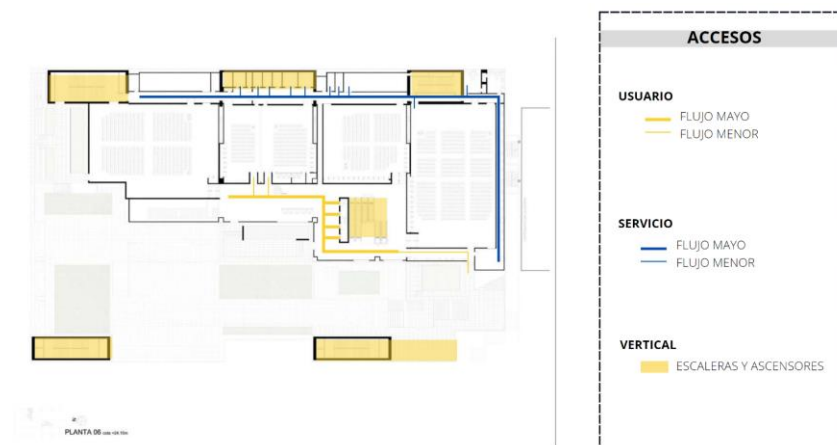 ACCESOS
USUARIO
FLUJO MAYO
FLUJO MENOR
SERVICIO
FLUJO MAYO
FLUJO MENOR
VERTICAL
ESCALERAS Y ASCENSORES
PLANTA 06